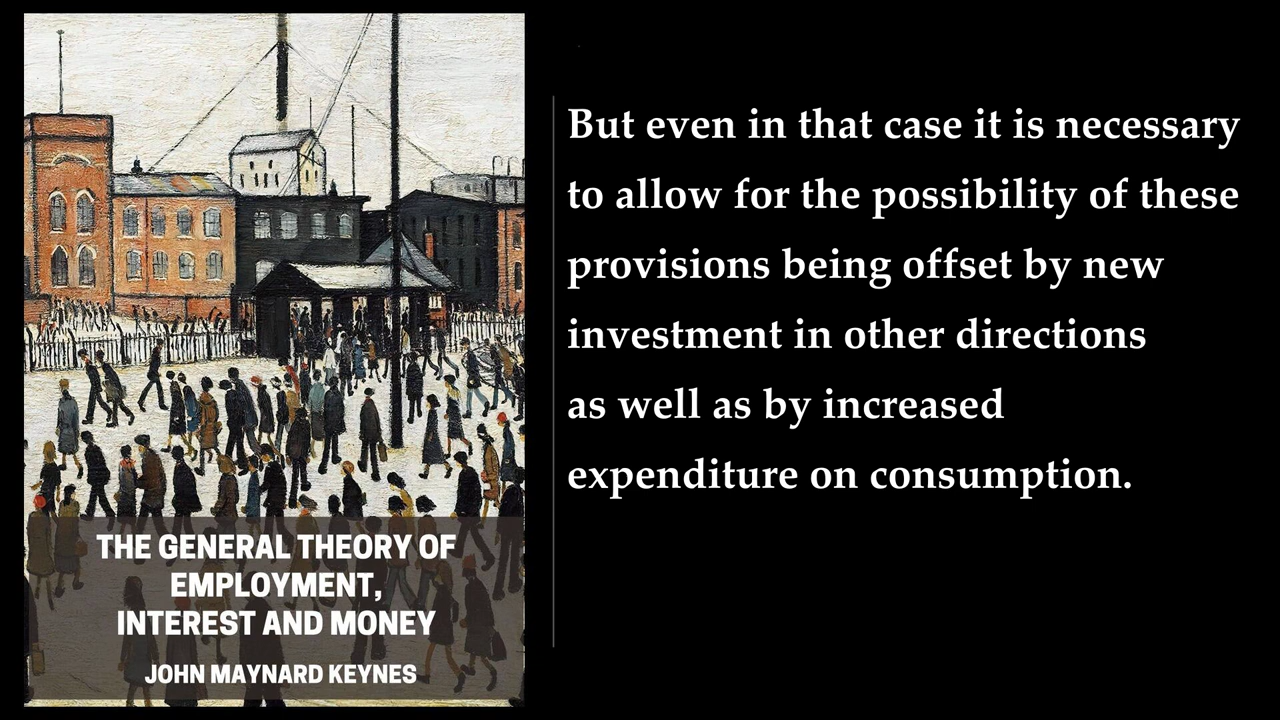 But even in that case it is necessary
to allow for the possibility of these
provisions being offset by new
investment in other directions
as well as by increased
expenditure on consumption.
THE GENERAL THEORY OF
EMPLOYMENT,
INTEREST AND MONEY
JOHN MAYNARD KEYNES